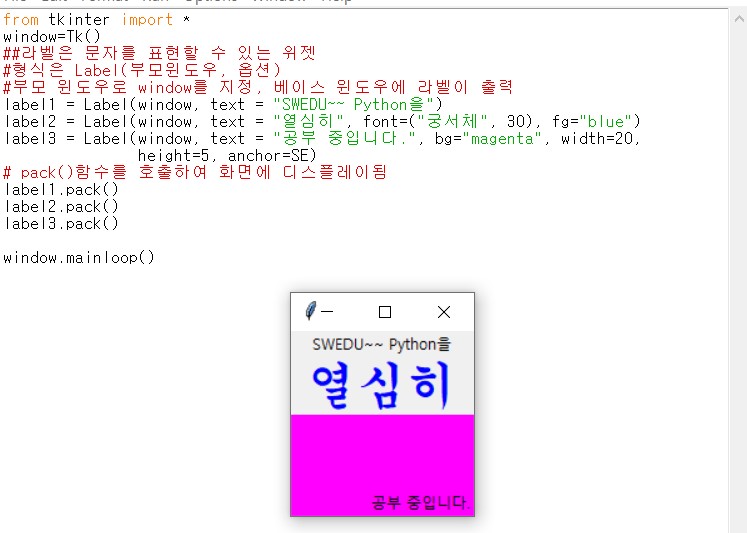 from tkinter import *
window=Tk()
##라벨은 문자를 표현할 수 있는 위젯
#형식은 Label(부모윈도우, 옵션)
#부모 윈도우로 window를 지정, 베이스 윈도우에 라벨이 출력
label1 = Label(window, text = "SWEDU~~ Python을")
label2 = Label(window, text = "열심히", font=("궁서체", 30), fg="blue")
label3 = Label(window, text = "공부 중입니다.", bg="magenta", width=20,
height=5, anchor=SE)
# pack()함수를 호출하여 화면에 디스플레이됨
label1.pack()
label2.pack()
label3.pack()
window.mainloop()
SWEDU~~ Python을
열심히
공부 중입니다.